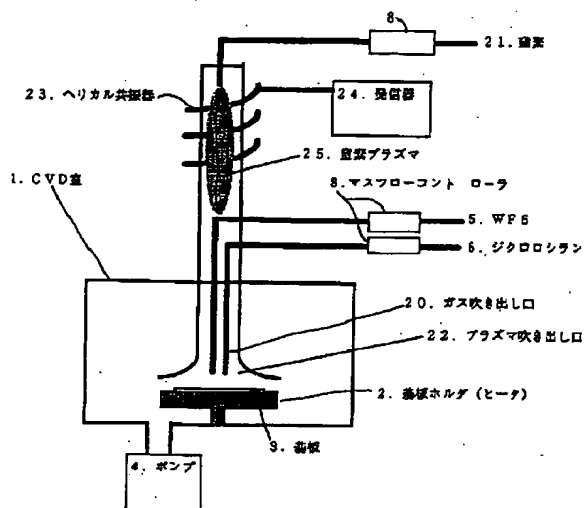 8
21. 窒素
23. ヘリカル共振器
24. 発信器
25. 窒素プラズマ
1. CVD室
8. マスフローコントローラ
5. WF6
6. ジクロロシラン
20. ガス吹き出し口
22. プラズマ吹き出し口
2. 基板ホルダ (ヒータ)
3. 基板
4. ポンプ